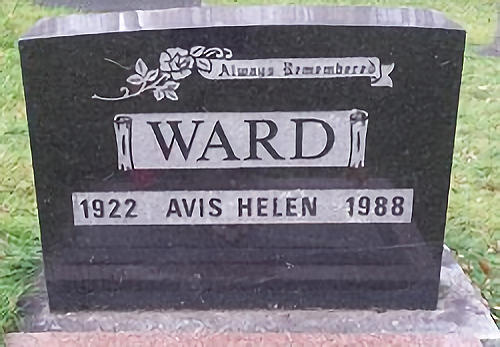 Always Remembered
WARD
1922 AVIS HELEN 1988